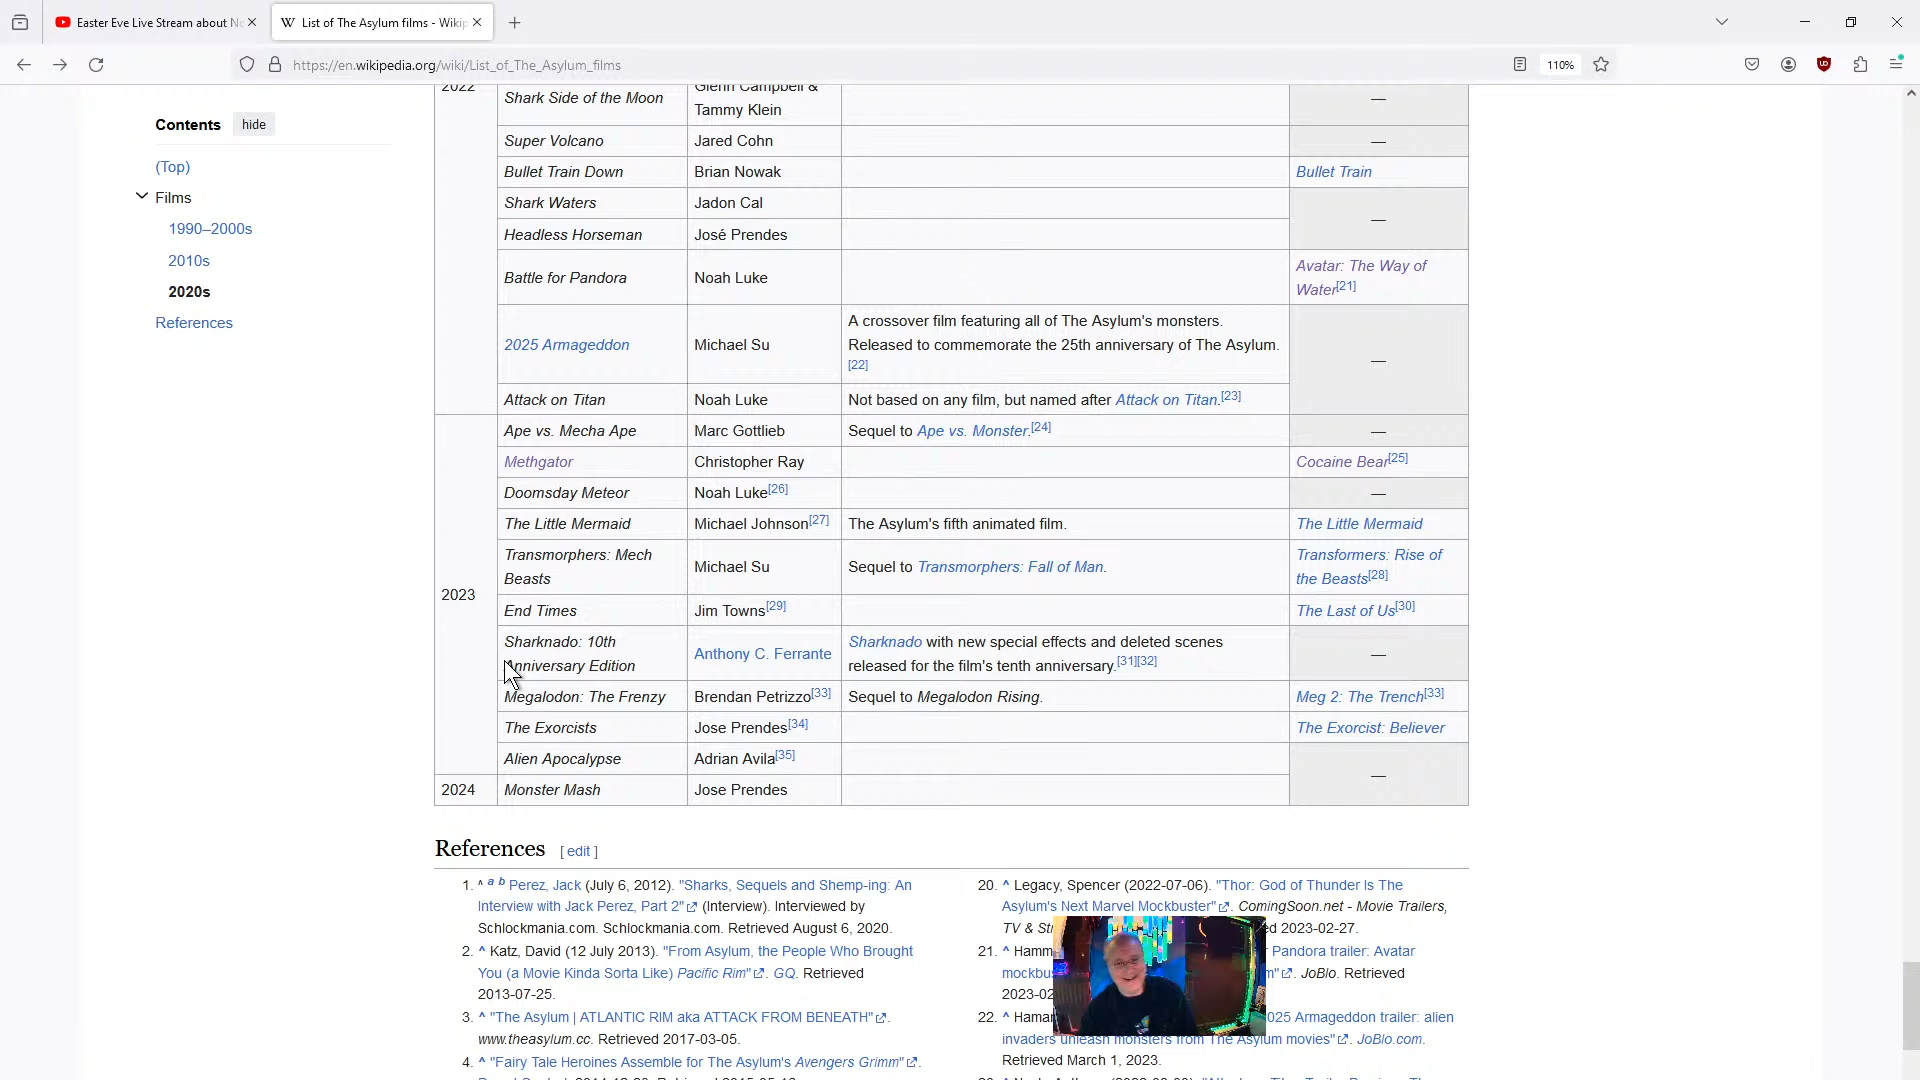 Easter Eve Live Stream about N
List of The Asylum films - Wikip
https://en.wikipedia.org/wiki/List_of_The_Asylum_films
110%
Contents hide
(Top)
Films
1990–2000s
2010s
2020s
References
2022
Shark Side of the Moon
Glenn Campbell &
Tammy Klein
—
Super Volcano Jared Cohn —
Bullet Train Down Brian Nowak Bullet Train
Shark Waters Jadon Cal
—
Headless Horseman José Prendes
Battle for Pandora Noah Luke
Avatar: The Way of
Water[21]
2025 Armageddon Michael Su
A crossover film featuring all of The Asylum's monsters.
Released to commemorate the 25th anniversary of The Asylum.
[22]
—
Attack on Titan Noah Luke Not based on any film, but named after Attack on Titan.[23]
2023
Ape vs. Mecha Ape Marc Gottlieb Sequel to Ape vs. Monster.[24] —
Methgator Christopher Ray Cocaine Bear[25]
Doomsday Meteor Noah Luke[26] —
The Little Mermaid Michael Johnson[27] The Asylum's fifth animated film. The Little Mermaid
Transmorphers: Mech
Beasts
Michael Su Sequel to Transmorphers: Fall of Man.
Transformers: Rise of
the Beasts[28]
End Times Jim Towns[29] The Last of Us[30]
Sharknado: 10th
Anniversary Edition
Anthony C. Ferrante
Sharknado with new special effects and deleted scenes
released for the film's tenth anniversary.[31][32]
—
Megalodon: The Frenzy Brendan Petrizzo[33] Sequel to Megalodon Rising. Meg 2: The Trench[33]
The Exorcists Jose Prendes[34] The Exorcist: Believer
Alien Apocalypse Adrian Avila[35]
—
2024 Monster Mash Jose Prendes
References [ edit ]
1. ^ a b Perez, Jack (July 6, 2012). "Sharks, Sequels and Shemp-ing: An
Interview with Jack Perez, Part 2" (Interview). Interviewed by
Schlockmania.com. Schlockmania.com. Retrieved August 6, 2020.
2. ^ Katz, David (12 July 2013). "From Asylum, the People Who Brought
You (a Movie Kinda Sorta Like) Pacific Rim". GQ. Retrieved
2013-07-25.
3. ^ "The Asylum | ATLANTIC RIM aka ATTACK FROM BENEATH".
www.theasylum.cc. Retrieved 2017-03-05.
4. ^ "Fairy Tale Heroines Assemble for The Asylum's Avengers Grimm".
20. ^ Legacy, Spencer (2022-07-06). "Thor: God of Thunder Is The
Asylum's Next Marvel Mockbuster". ComingSoon.net - Movie Trailers,
TV & St d 2023-02-27.
21. ^ Hamm Pandora trailer: Avatar
mockbu m". JoBlo. Retrieved
2023-02
22. ^ Hamar 025 Armageddon trailer: alien
invaders unleash monsters from The Asylum movies". JoBlo.com.
Retrieved March 1, 2023.